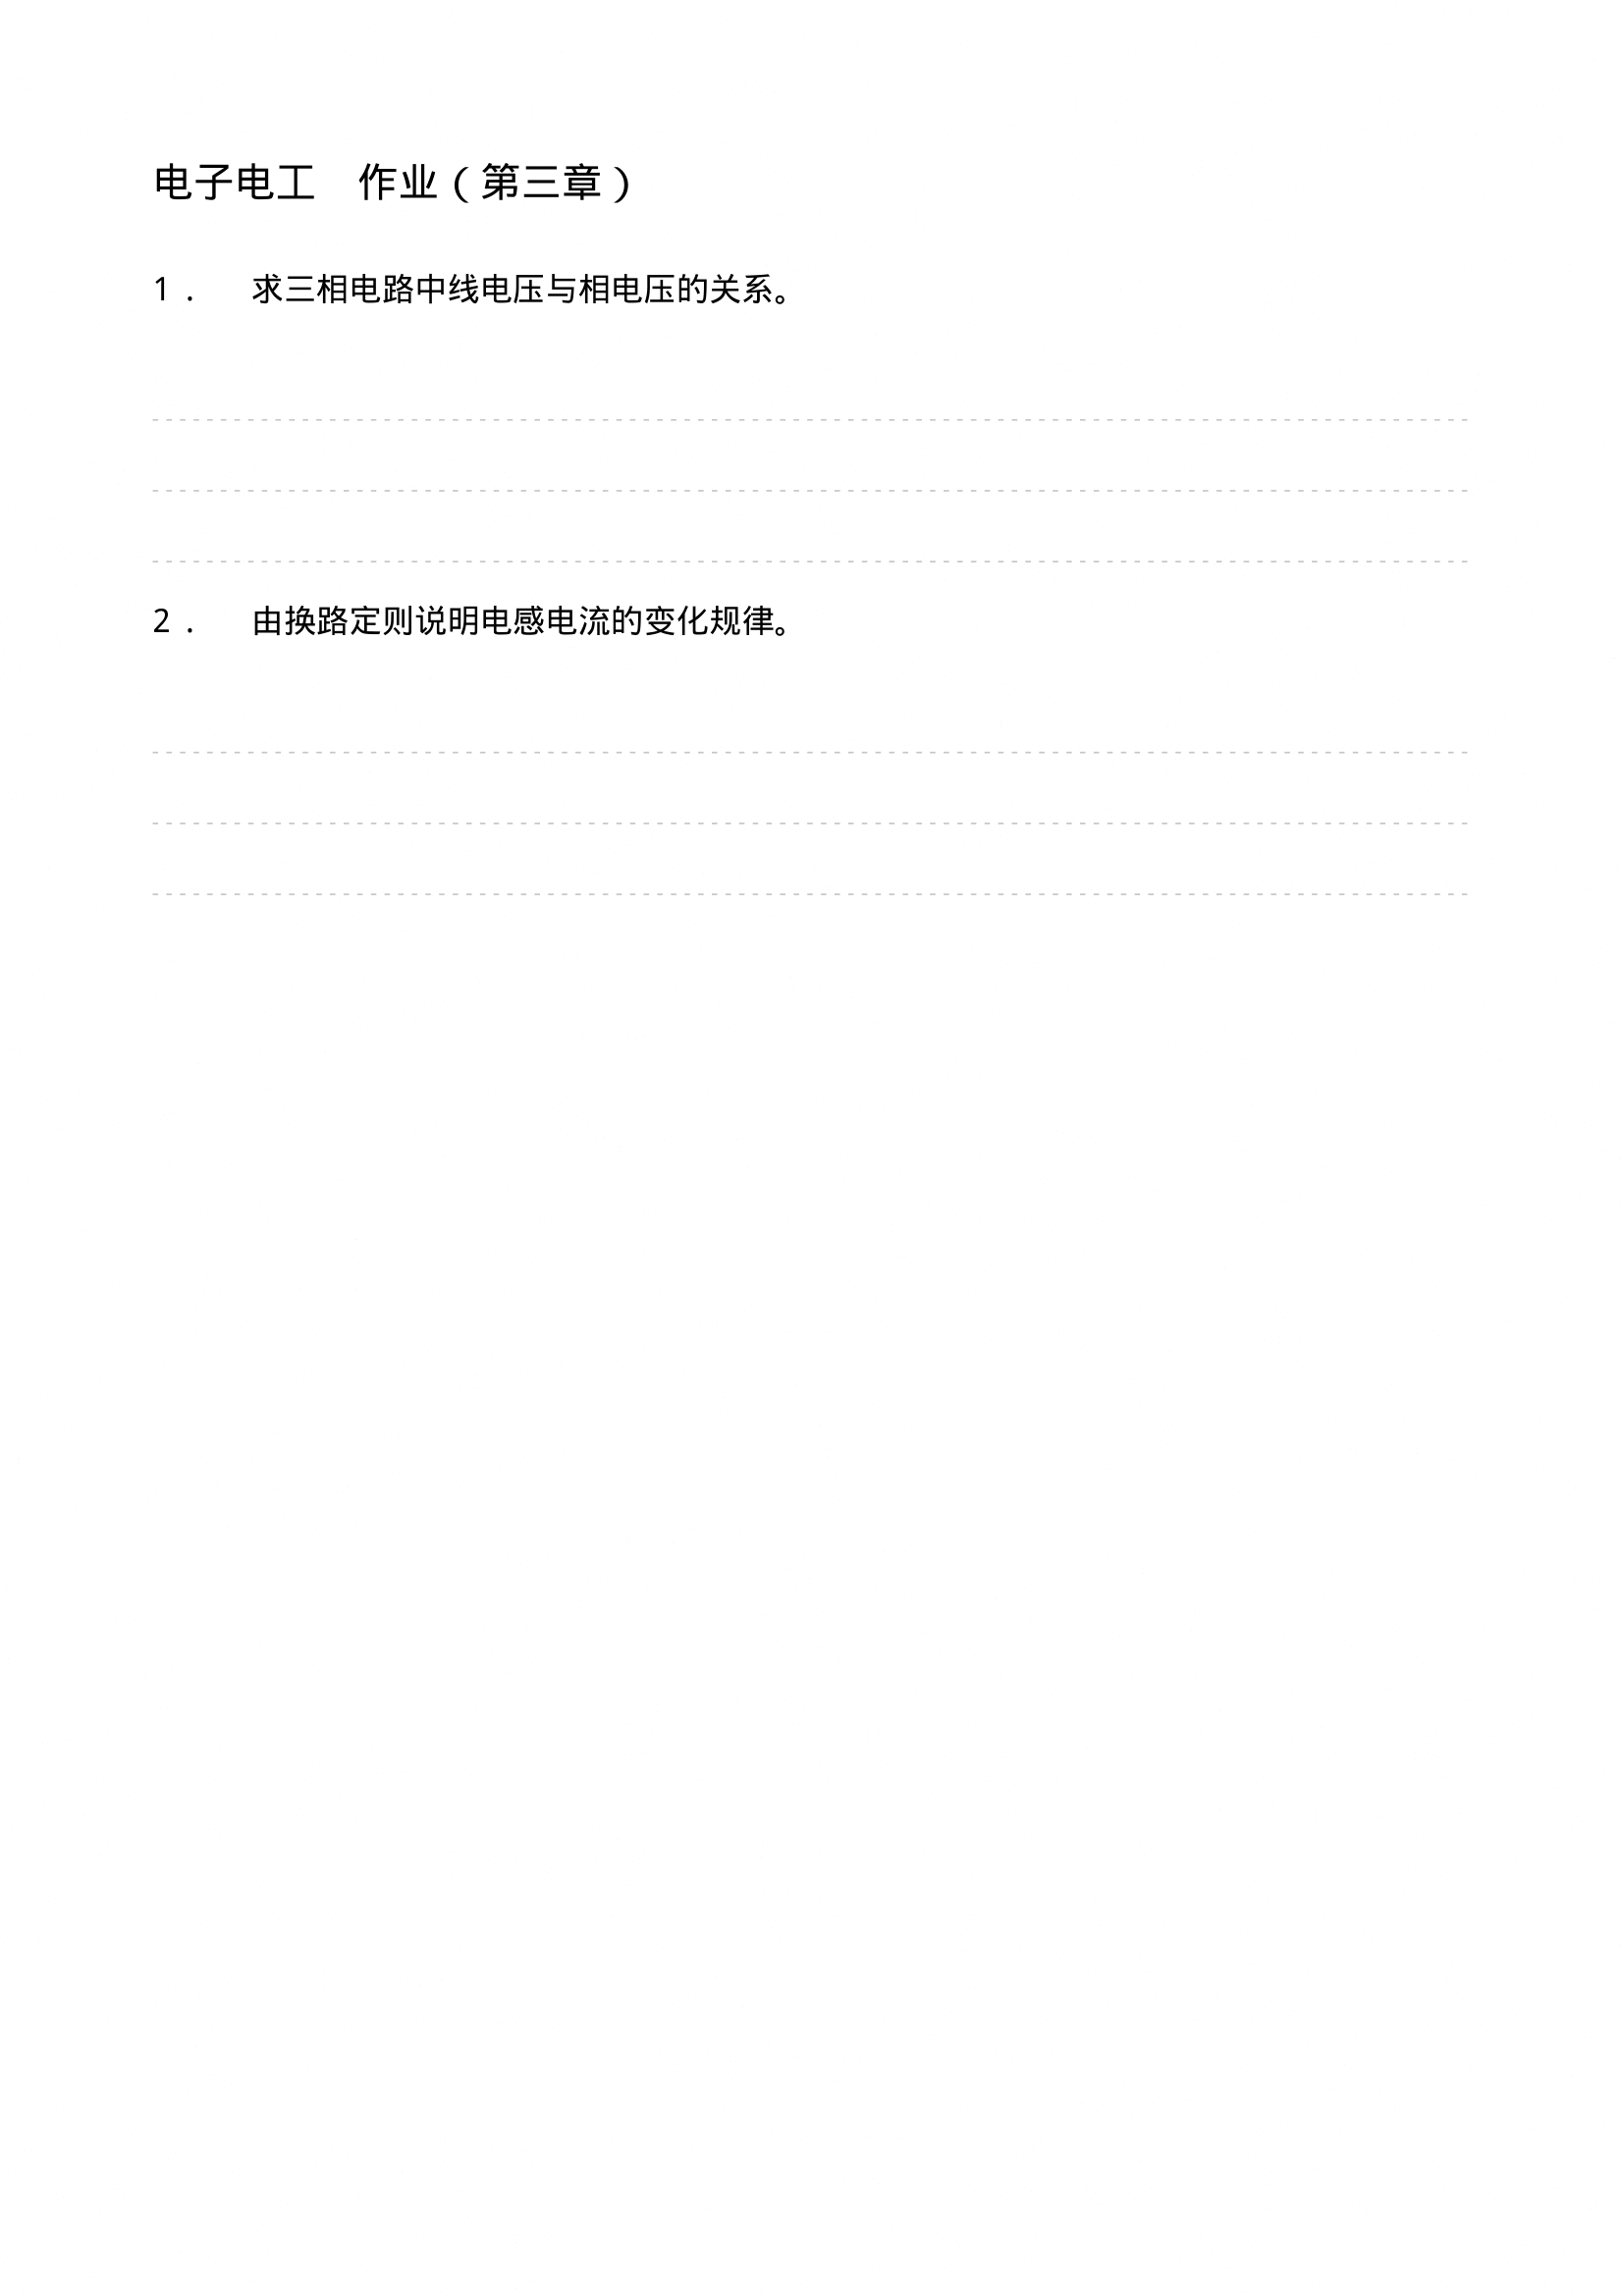 电子电工　作业（第三章）
1．　求三相电路中线电压与相电压的关系。
2．　由换路定则说明电感电流的变化规律。